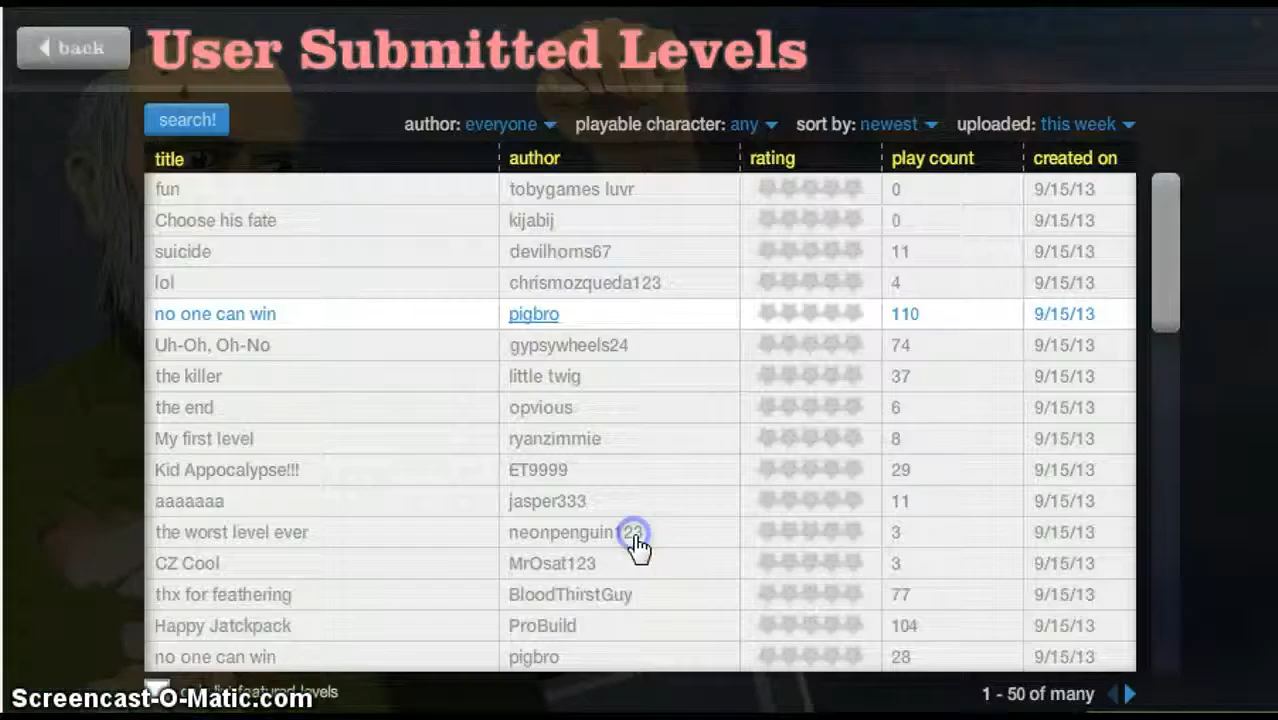 back
User Submitted Levels
search!
author: everyone playable character: any sort by: newest uploaded: this week
title author rating play count created on
fun tobygames luvr 0 9/15/13
Choose his fate kijabij 0 9/15/13
suicide devilhorns67 11 9/15/13
lol chrismozqueda123 4 9/15/13
no one can win pigbro 110 9/15/13
Uh-Oh, Oh-No gypsywheels24 74 9/15/13
the killer little twig 37 9/15/13
the end opvious 6 9/15/13
My first level ryanzimmie 8 9/15/13
Kid Appocalypse!!! ET9999 29 9/15/13
aaaaaaa jasper333 11 9/15/13
the worst level ever neonpenguin123 3 9/15/13
CZ Cool MrOsat123 3 9/15/13
thx for feathering BloodThirstGuy 77 9/15/13
Happy Jatckpack ProBuild 104 9/15/13
no one can win pigbro 28 9/15/13
featured levels 1 - 50 of many
Screencast-O-Matic.com